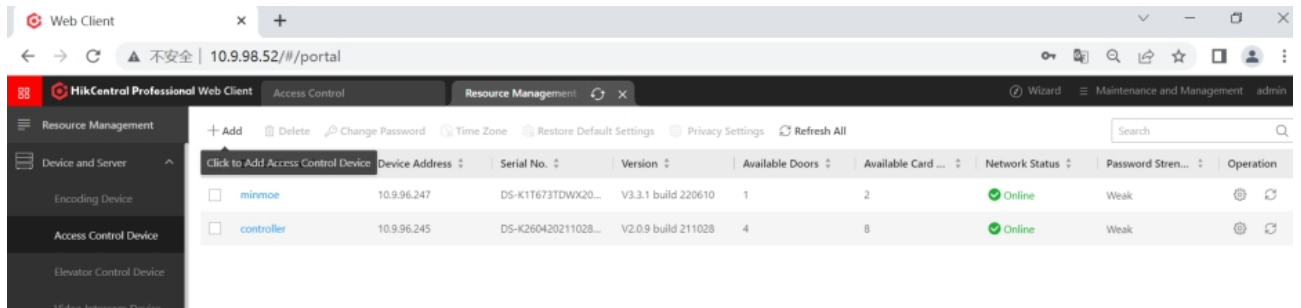 Web Client
不安全 | 10.9.98.52/#/portal
HikCentral Professional Web Client Access Control Resource Management Wizard Maintenance and Management admin
Resource Management
+ Add Delete Change Password Time Zone Restore Default Settings Privacy Settings Refresh All Search
Device and Server
Click to Add Access Control Device Device Address Serial No. Version Available Doors Available Card ... Network Status Password Stren... Operation
Encoding Device
minmoe 10.9.96.247 DS-K1T673TDWX20... V3.3.1 build 220610 1 2 Online Weak
Access Control Device
controller 10.9.96.245 DS-K260420211028... V2.0.9 build 211028 4 8 Online Weak
Elevator Control Device
Video Intercom Device